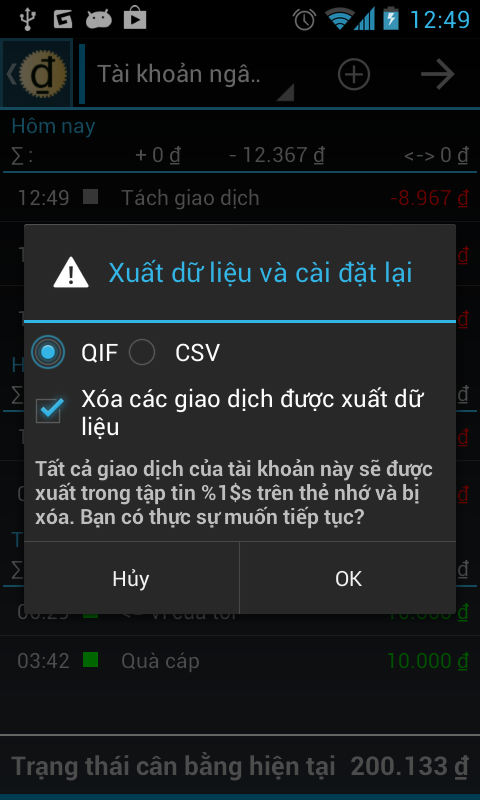 12:49
Tài khoản ngâ..
Hôm nay
∑ : + 0 ₫ - 12.367 ₫ <-> 0 ₫
12:49 Tách giao dịch -8.967 ₫
Xuất dữ liệu và cài đặt lại
QIF CSV
Xóa các giao dịch được xuất dữ
liệu
Tất cả giao dịch của tài khoản này sẽ được
xuất trong tập tin %1$s trên thẻ nhớ và bị
xóa. Bạn có thực sự muốn tiếp tục?
Hủy OK
03:42 Quà cáp 10.000 ₫
Trạng thái cân bằng hiện tại 200.133 ₫